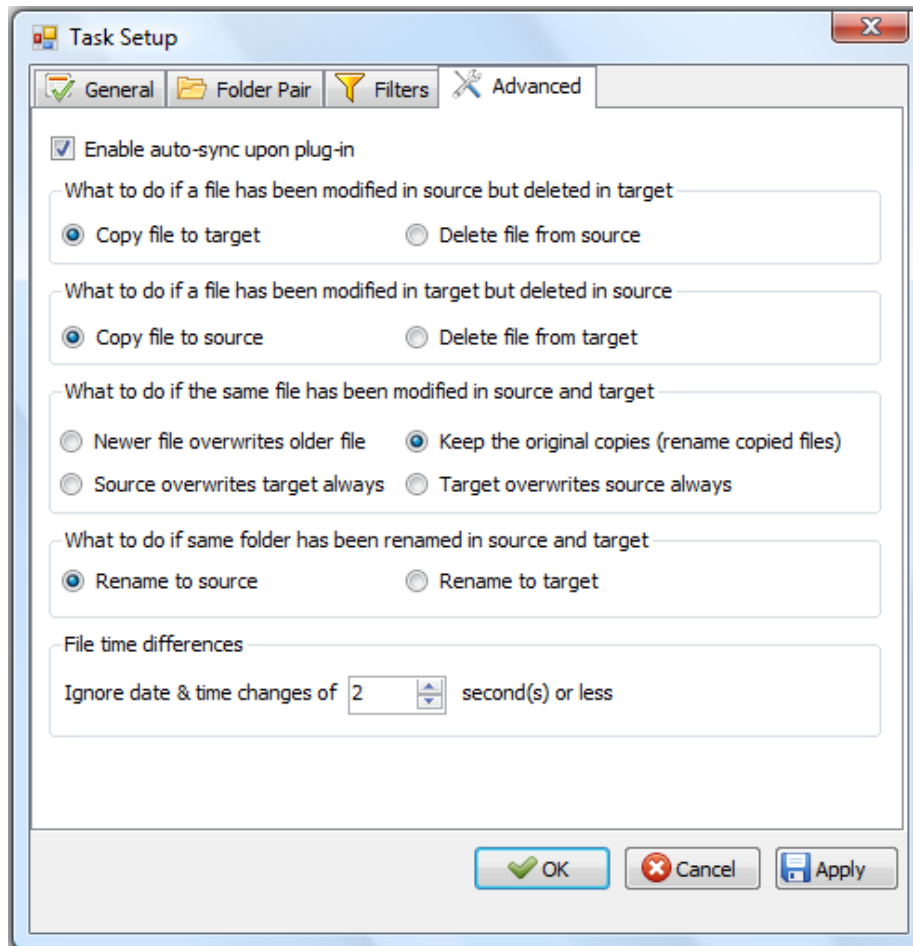 Task Setup
General Folder Pair Filters Advanced
Enable auto-sync upon plug-in
What to do if a file has been modified in source but deleted in target
Copy file to target Delete file from source
What to do if a file has been modified in target but deleted in source
Copy file to source Delete file from target
What to do if the same file has been modified in source and target
Newer file overwrites older file Keep the original copies (rename copied files)
Source overwrites target always Target overwrites source always
What to do if same folder has been renamed in source and target
Rename to source Rename to target
File time differences
Ignore date & time changes of 2 second(s) or less
OK Cancel Apply